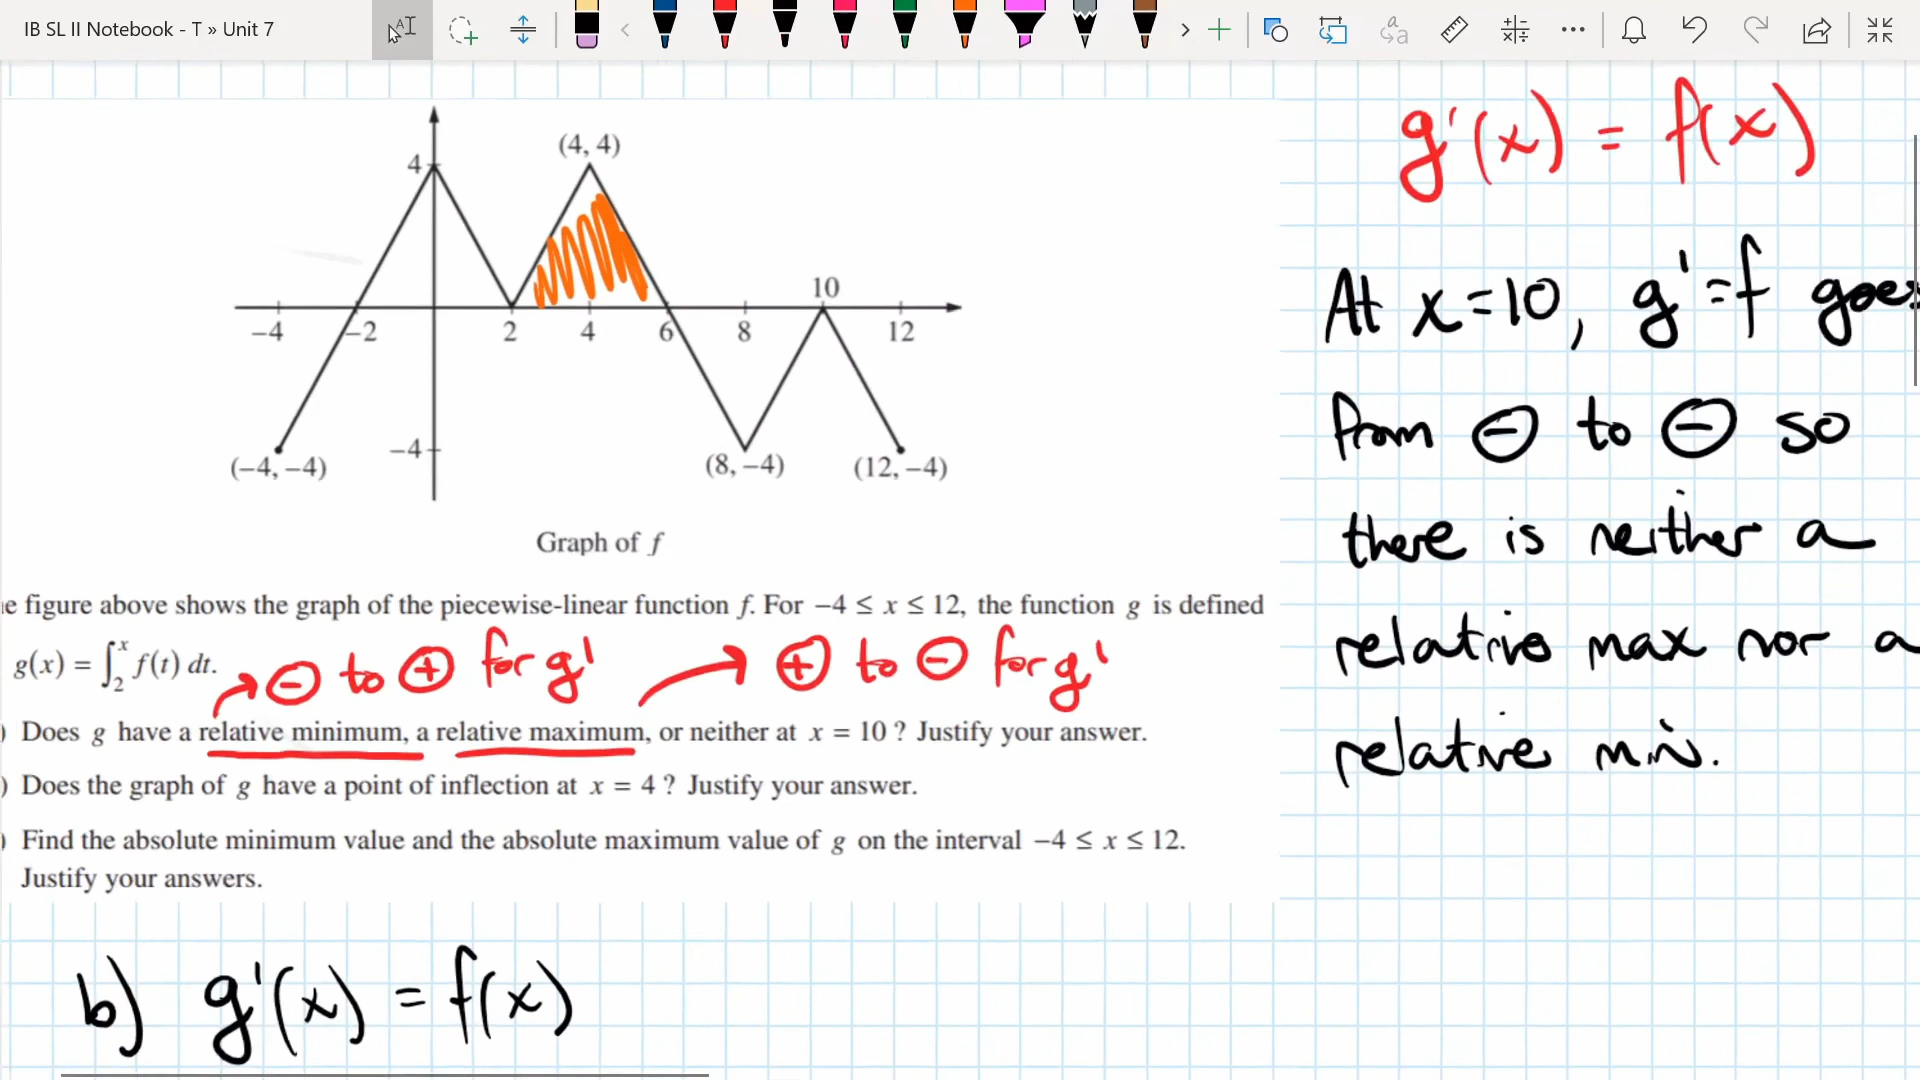 IB SL II Notebook - T » Unit 7
(4, 4)
4
10
−4 −2 2 4 6 8 12
−4
(−4, −4) (8, −4) (12, −4)
Graph of f
e figure above shows the graph of the piecewise-linear function f. For −4 ≤ x ≤ 12, the function g is defined
g(x) = ∫₂ˣ f(t) dt.
⊖ to ⊕ for g' ⊕ to ⊖ for g'
) Does g have a relative minimum, a relative maximum, or neither at x = 10 ? Justify your answer.
) Does the graph of g have a point of inflection at x = 4 ? Justify your answer.
) Find the absolute minimum value and the absolute maximum value of g on the interval −4 ≤ x ≤ 12.
Justify your answers.
b) g'(x) = f(x)
g'(x) = f(x)
At x=10, g'=f goes
from ⊖ to ⊖ so
there is neither a
relative max nor a
relative min.